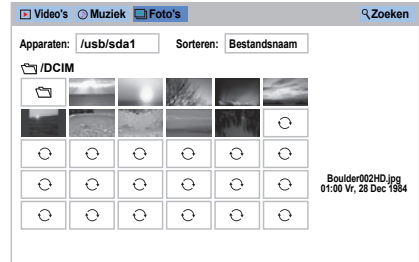 Video's Muziek Foto's Zoeken
Apparaten: /usb/sda1 Sorteren: Bestandsnaam
/DCIM
Boulder002HD.jpg
01:00 Vr, 28 Dec 1984